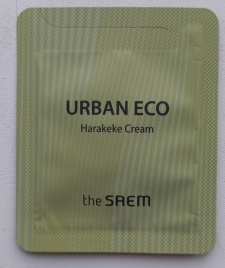 URBAN ECO
Harakeke Cream
the SAEM